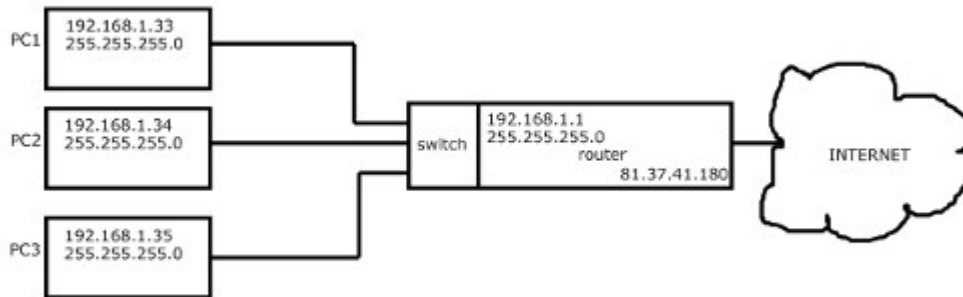 PC1
192.168.1.33
255.255.255.0
PC2
192.168.1.34
255.255.255.0
PC3
192.168.1.35
255.255.255.0
switch
192.168.1.1
255.255.255.0
router
81.37.41.180
INTERNET